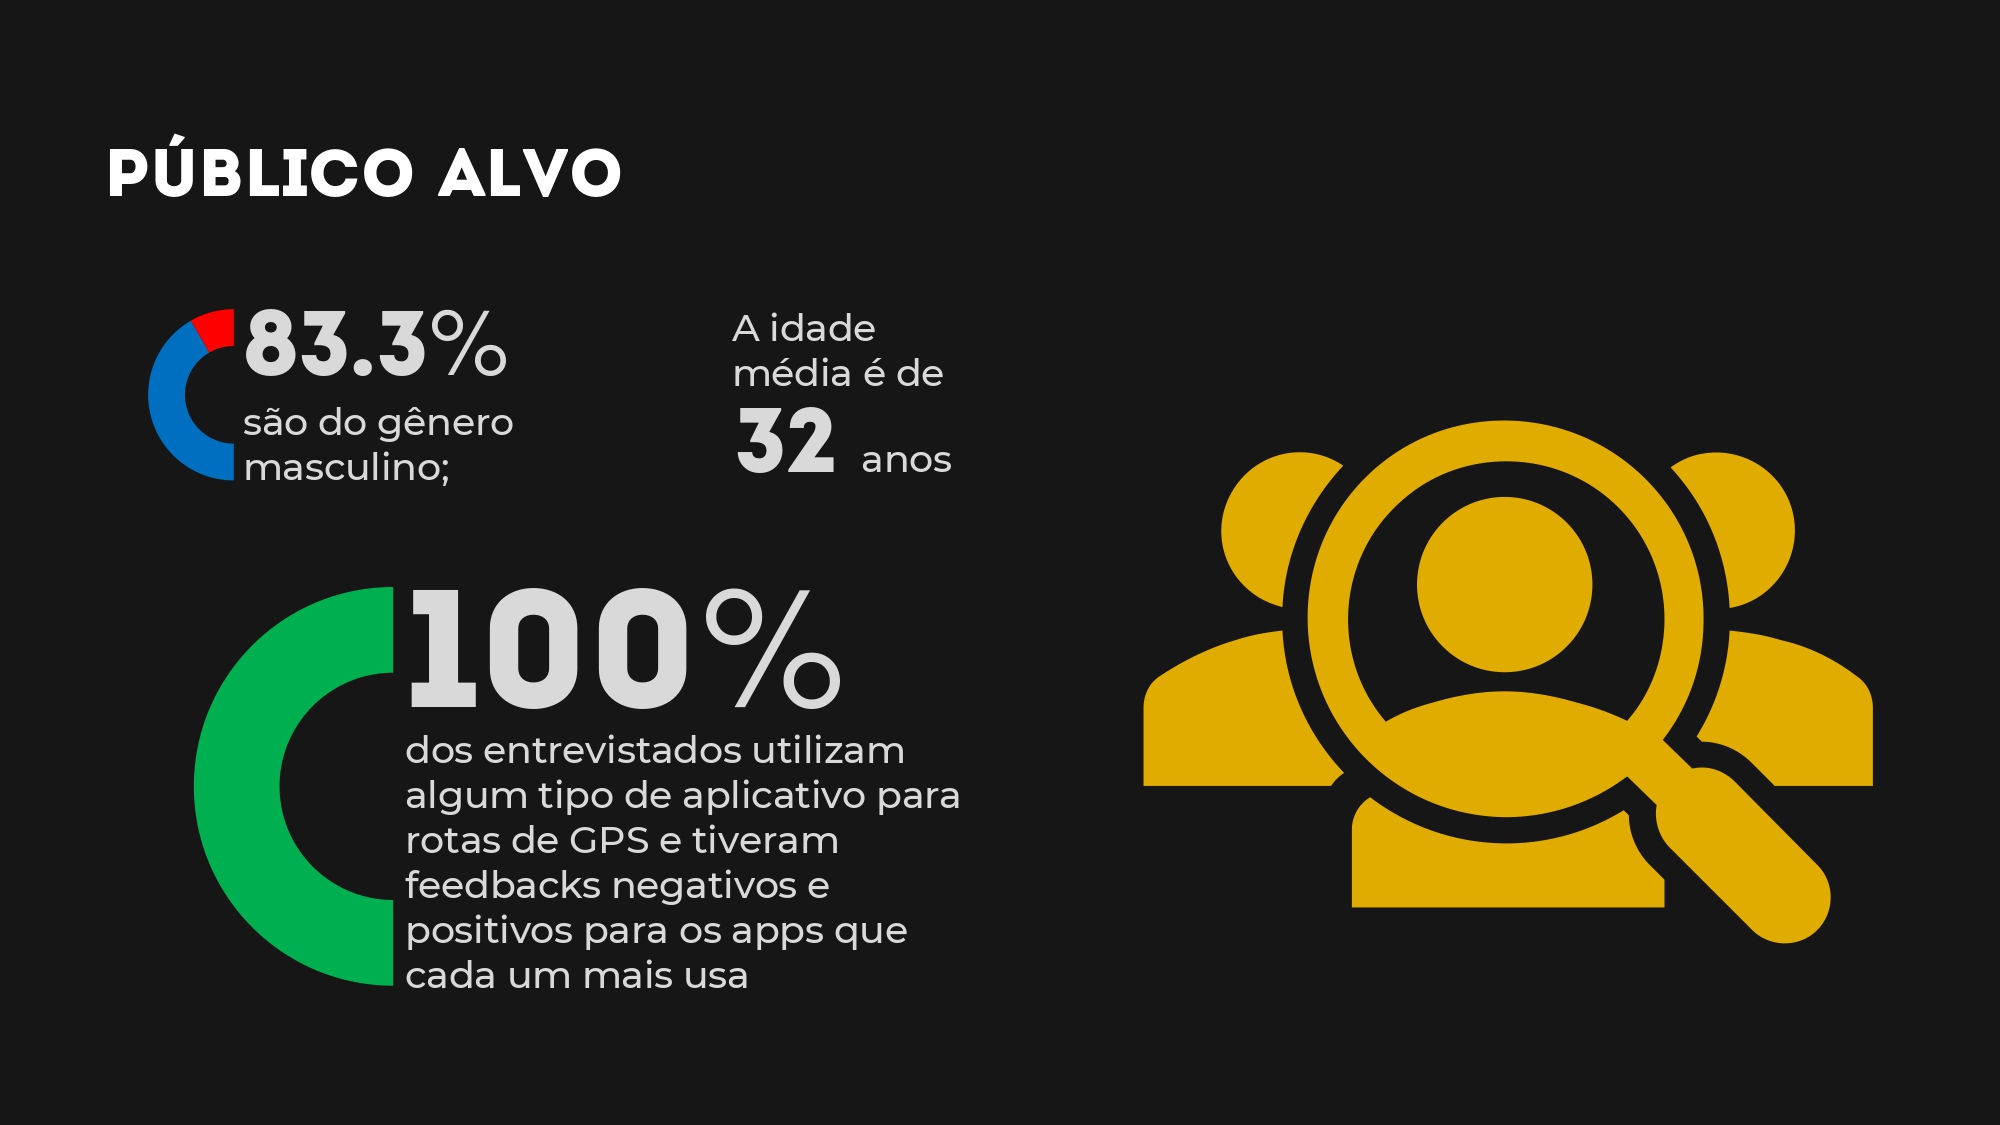 PÚBLICO ALVO
83.3%
são do gênero
masculino;
A idade
média é de
32 anos
100%
dos entrevistados utilizam
algum tipo de aplicativo para
rotas de GPS e tiveram
feedbacks negativos e
positivos para os apps que
cada um mais usa